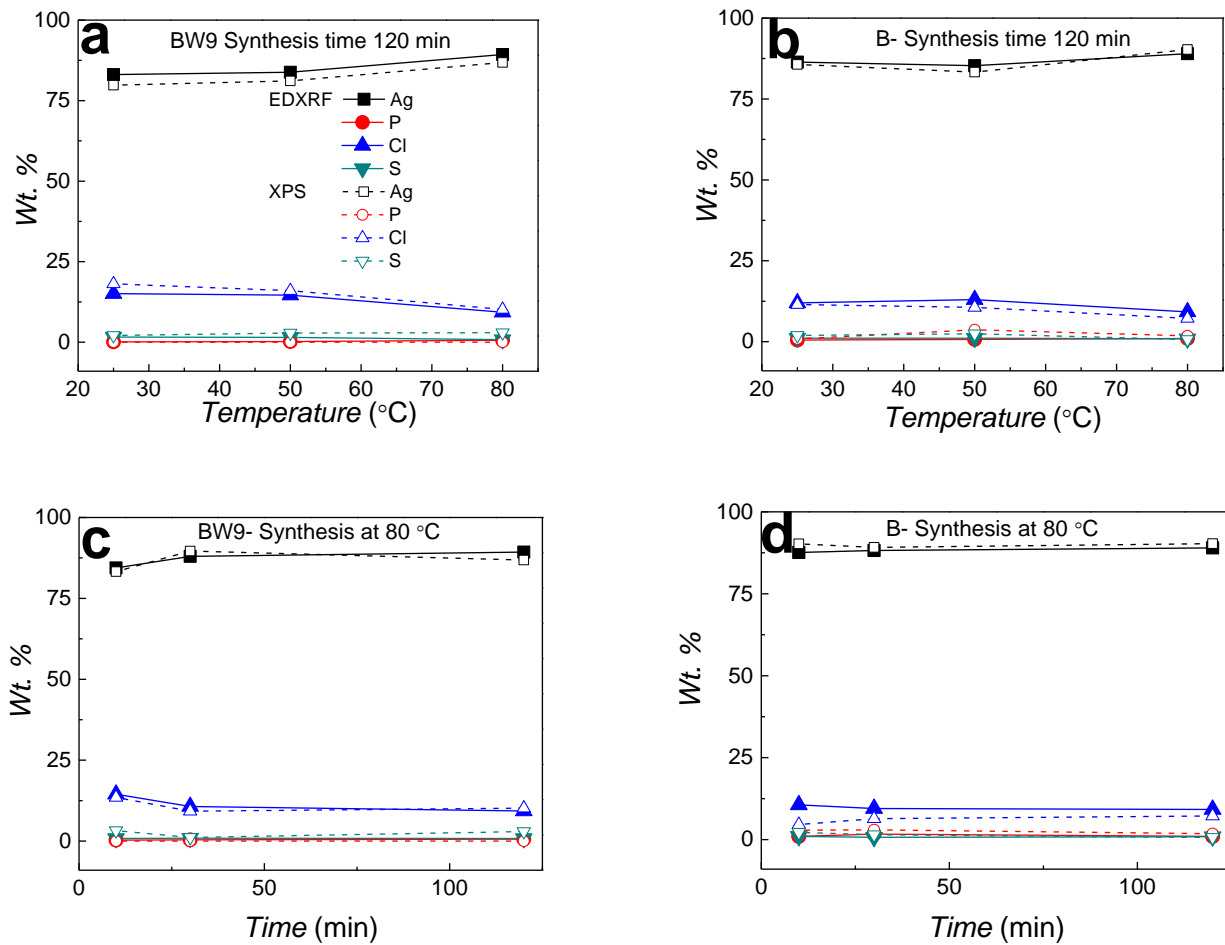 a
BW9 Synthesis time 120 min
100
75
50
25
0
Wt. %
EDXRF
Ag
P
Cl
S
XPS
Ag
P
Cl
S
20 30 40 50 60 70 80
Temperature (°C)
b
B- Synthesis time 120 min
100
75
50
25
0
Wt. %
20 30 40 50 60 70 80
Temperature (°C)
c
BW9- Synthesis at 80 °C
100
75
50
25
0
Wt. %
0 50 100
Time (min)
d
B- Synthesis at 80 °C
100
75
50
25
0
Wt. %
0 50 100
Time (min)